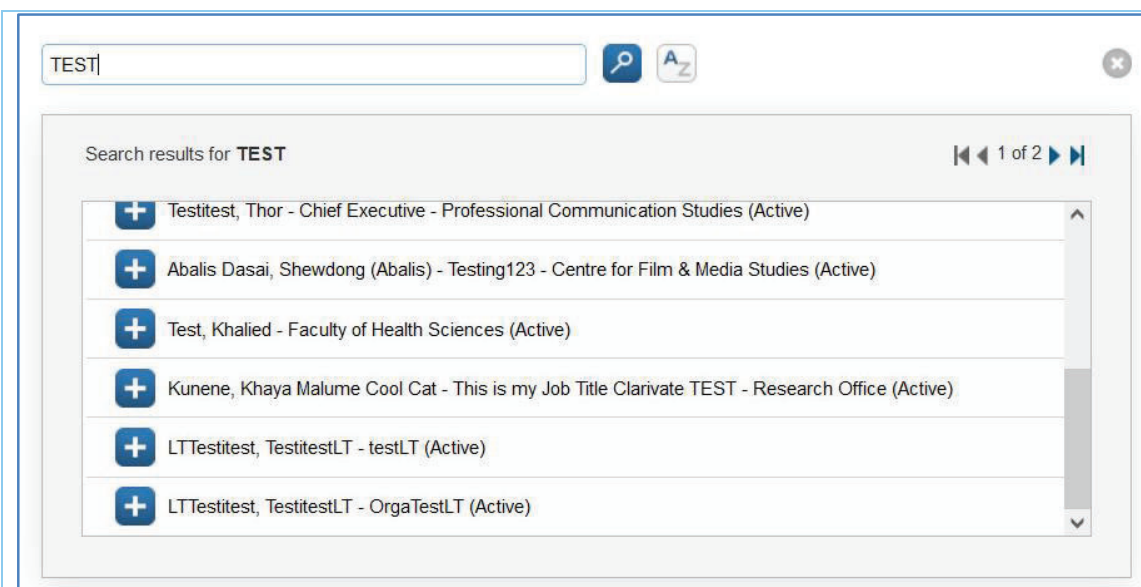 TEST
AZ
Search results for TEST
1 of 2
Testitest, Thor - Chief Executive - Professional Communication Studies (Active)
Abalis Dasai, Shewdong (Abalis) - Testing123 - Centre for Film & Media Studies (Active)
Test, Khalied - Faculty of Health Sciences (Active)
Kunene, Khaya Malume Cool Cat - This is my Job Title Clarivate TEST - Research Office (Active)
LTTestitest, TestitestLT - testLT (Active)
LTTestitest, TestitestLT - OrgaTestLT (Active)